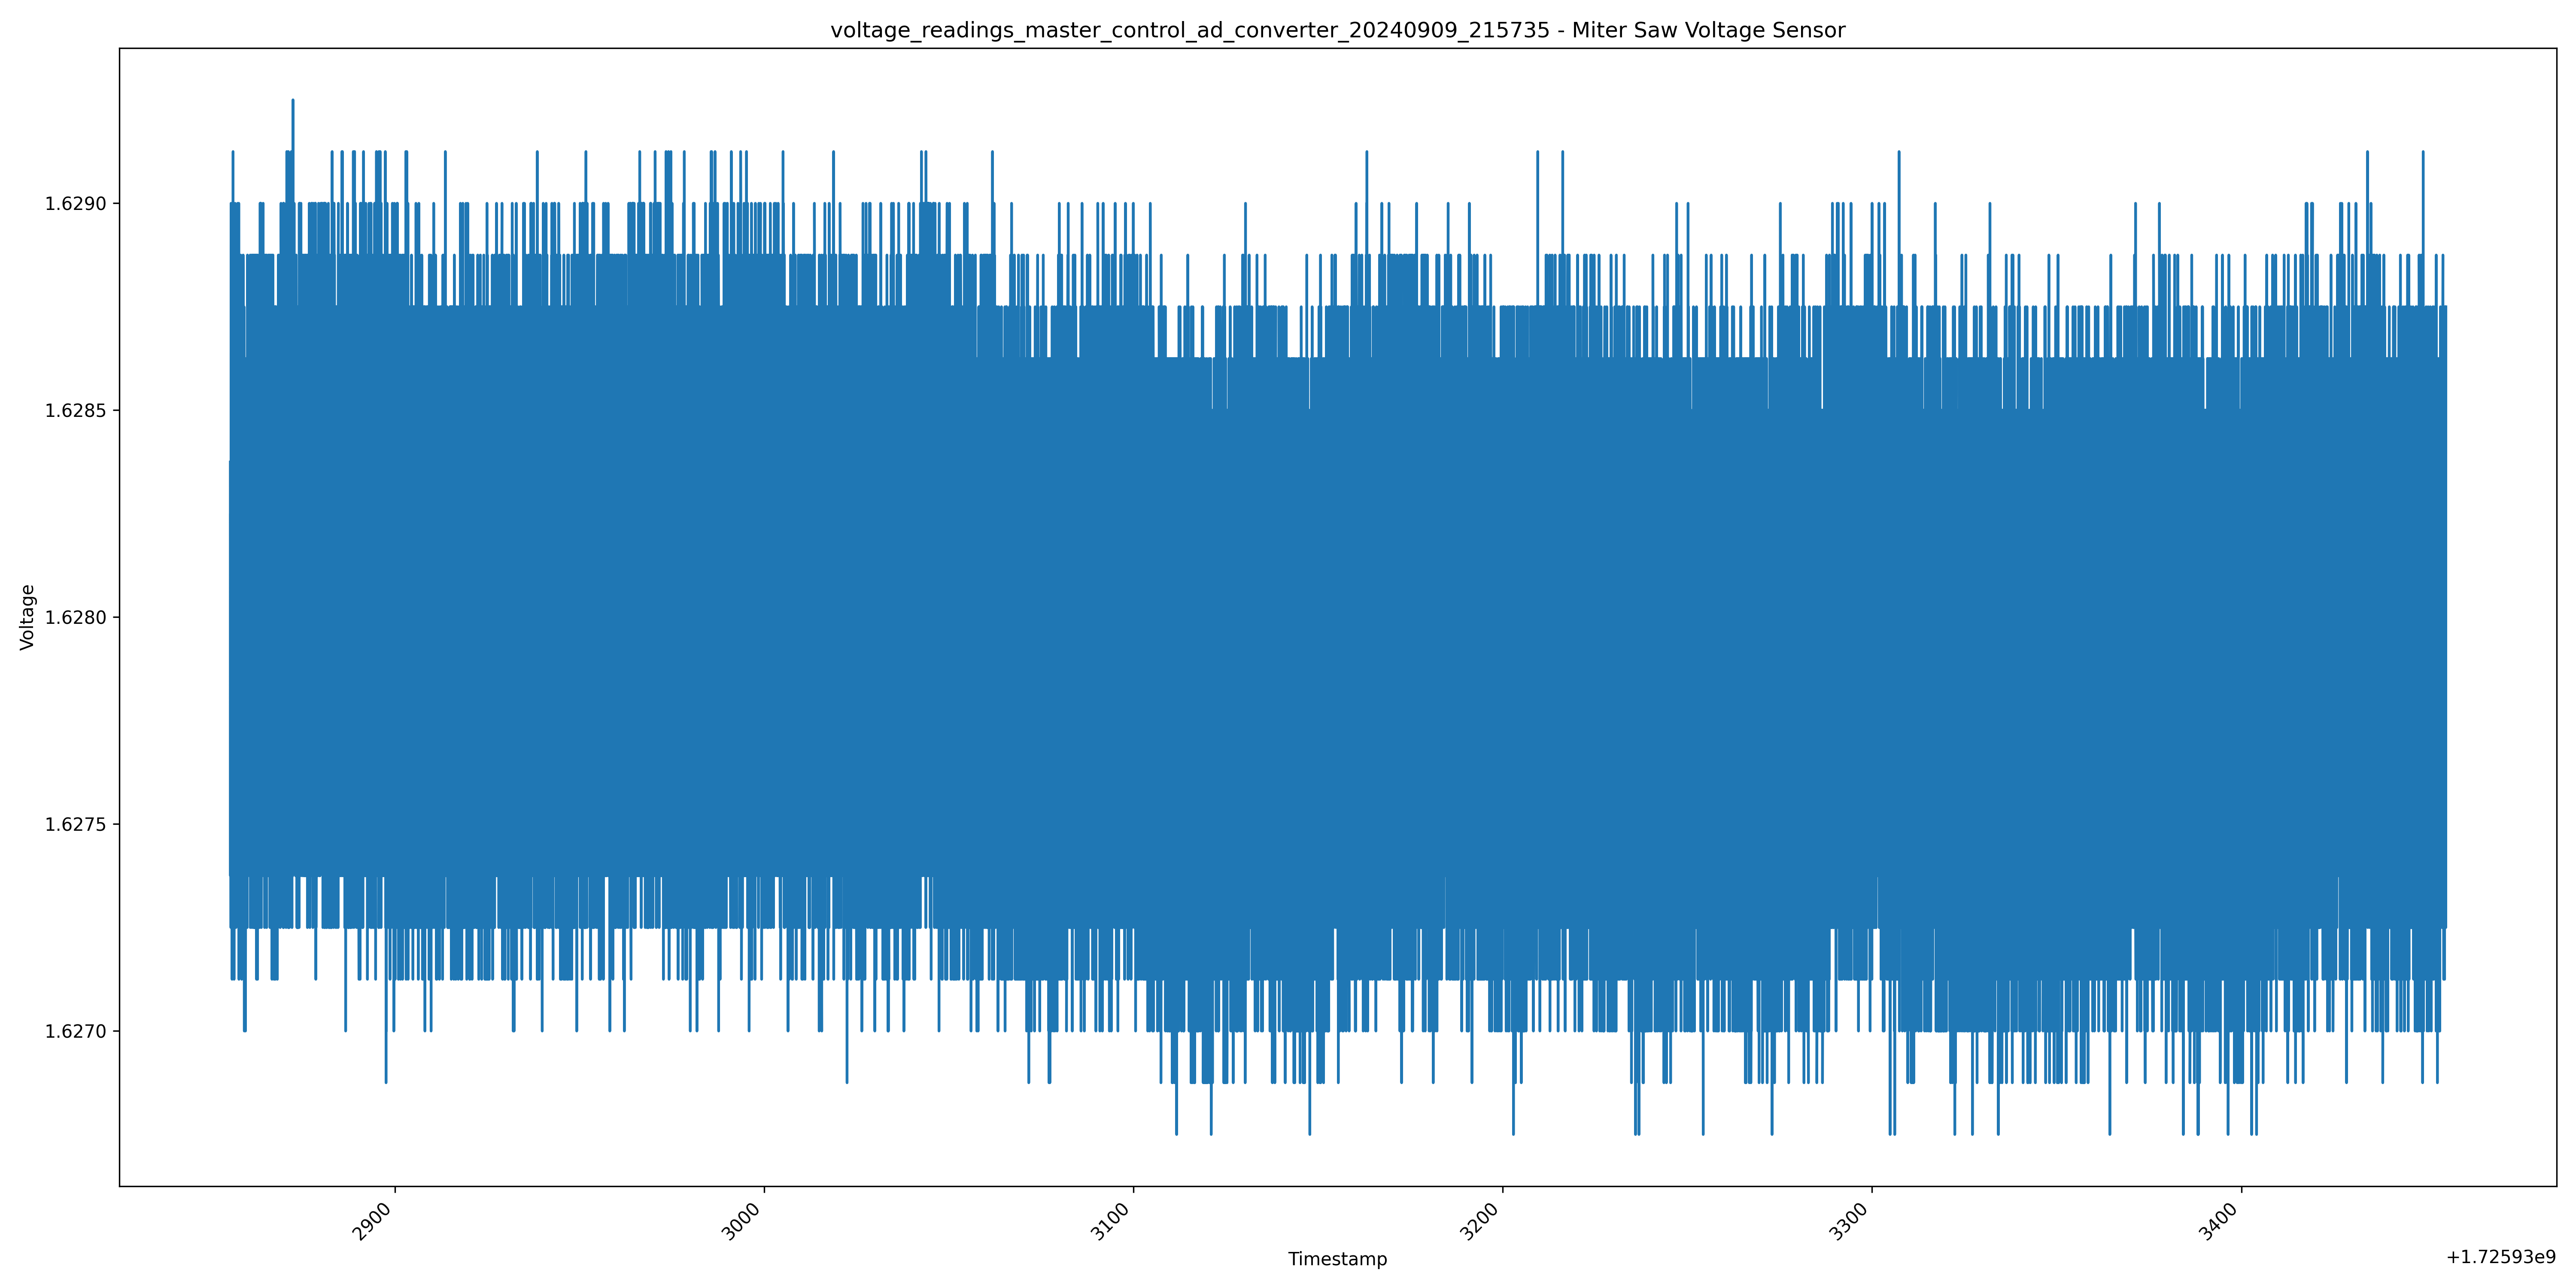 voltage_readings_master_control_ad_converter_20240909_215735 - Miter Saw Voltage Sensor
Voltage
1.6290
1.6285
1.6280
1.6275
1.6270
2900
3000
3100
3200
3300
3400
Timestamp
+1.72593e9